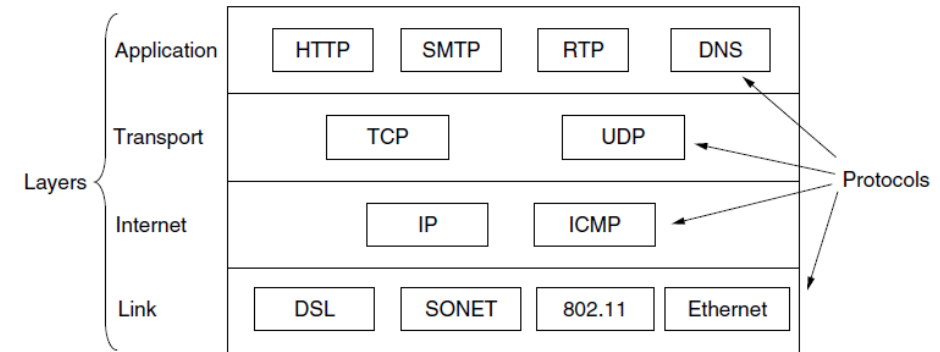 Application HTTP SMTP RTP DNS
Transport TCP UDP
Layers Protocols
Internet IP ICMP
Link DSL SONET 802.11 Ethernet